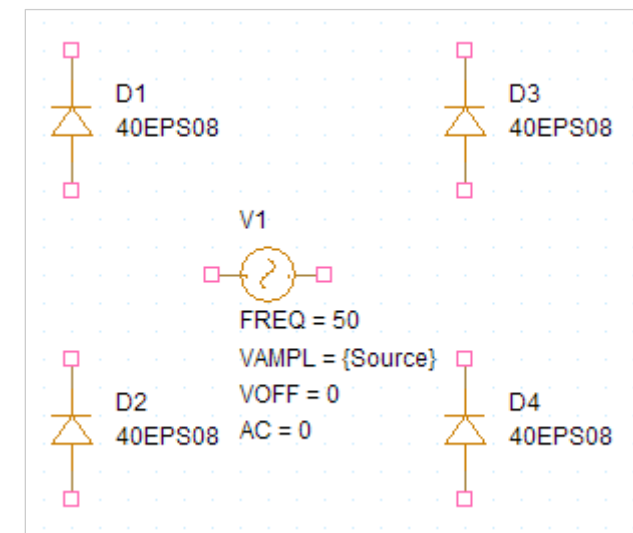 D1
40EPS08
D3
40EPS08
V1
FREQ = 50
VAMPL = {Source}
VOFF = 0
AC = 0
D2
40EPS08
D4
40EPS08